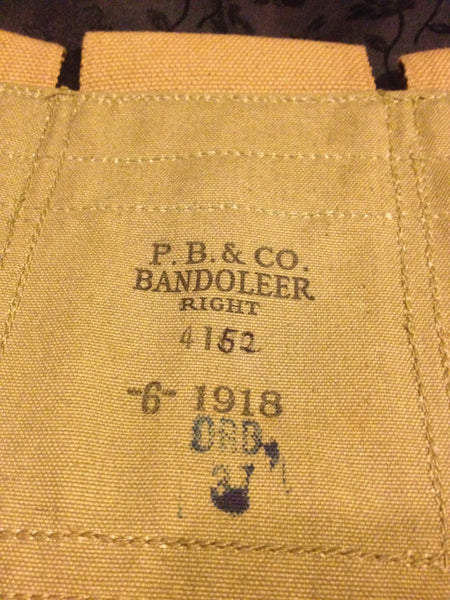 P. B. & CO.
BANDOLEER
RIGHT
4152
-6- 1918
ORD.